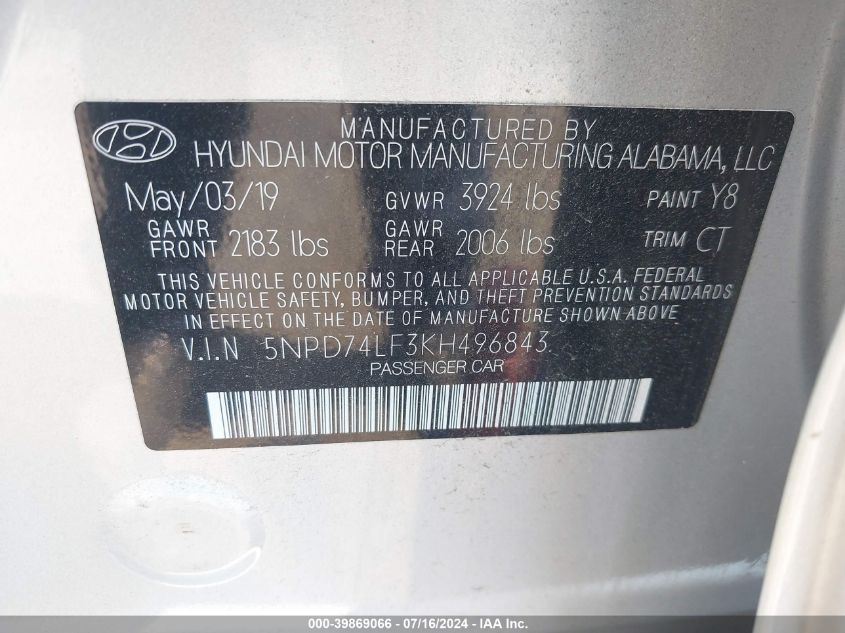 MANUFACTURED BY
HYUNDAI MOTOR MANUFACTURING ALABAMA, LLC
May/03/19 GVWR 3924 lbs PAINT Y8
GAWR FRONT 2183 lbs GAWR REAR 2006 lbs TRIM CT
THIS VEHICLE CONFORMS TO ALL APPLICABLE U.S.A. FEDERAL
MOTOR VEHICLE SAFETY, BUMPER, AND THEFT PREVENTION STANDARDS
IN EFFECT ON THE DATE OF MANUFACTURE SHOWN ABOVE.
V.I.N 5NPD74LF3KH496843
PASSENGER CAR
000-39869066 - 07/16/2024 - IAA Inc.